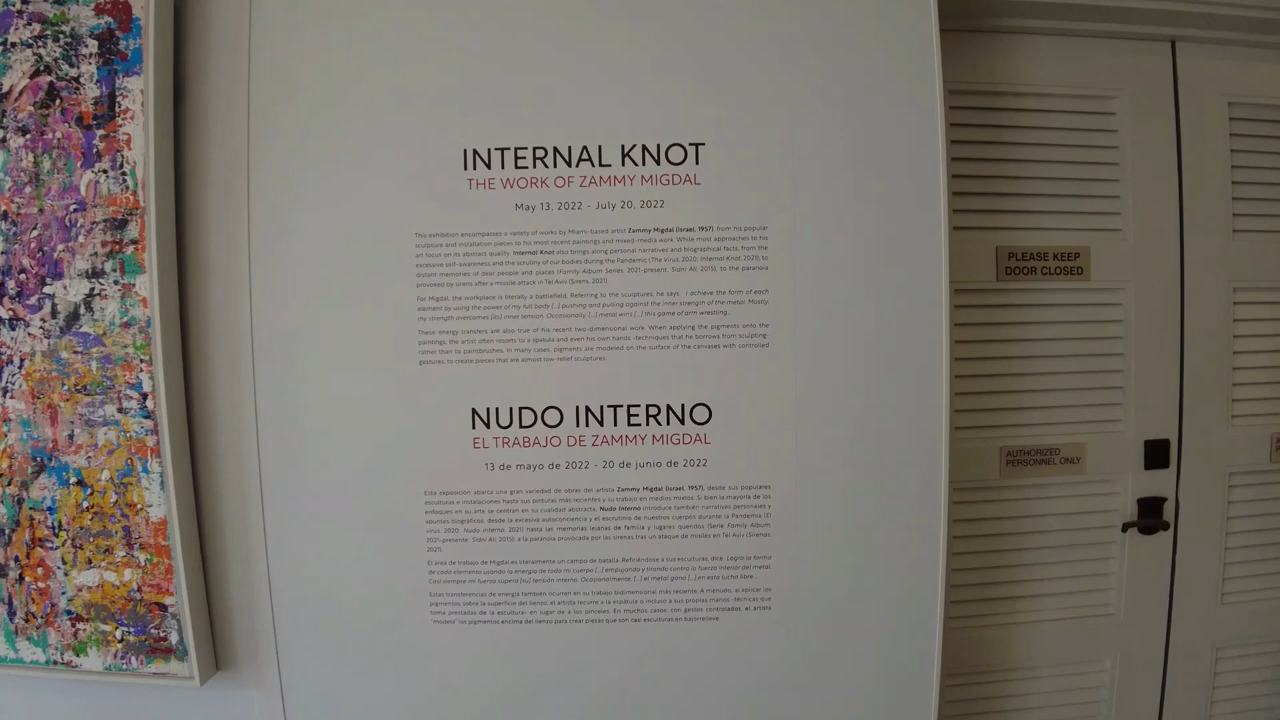 INTERNAL KNOT
THE WORK OF ZAMMY MIGDAL
May 13, 2022 - July 20, 2022
This exhibition encompasses a variety of works by Miami-based artist Zammy Migdal (Israel, 1957), from his popular
sculpture and installation pieces to his most recent paintings and mixed-media work. While most approaches to his
art focus on its abstract quality, Internal Knot also brings along personal narratives and biographical facts, from the
excessive self-awareness and the scrutiny of our bodies during the Pandemic (The Virus, 2020; Internal Knot, 2021); to
distant memories of dear people and places (Family Album Series, 2021-present, Sidni Ali, 2015); to the paranoia
provoked by sirens after a missile attack in Tel Aviv (Sirens, 2021).
For Migdal, the workplace is literally a battlefield. Referring to the sculptures, he says: I achieve the form of each
element by using the power of my full body [...] pushing and pulling against the inner strength of the metal. Mostly,
my strength overcomes [its] inner tension. Occasionally, [...] metal wins [...] this game of arm wrestling...
These energy transfers are also true of his recent two-dimensional work. When applying the pigments onto the
paintings, the artist often resorts to a spatula and even his own hands -techniques that he borrows from sculpting-
rather than to paintbrushes. In many cases, pigments are modeled on the surface of the canvases with controlled
gestures, to create pieces that are almost low-relief sculptures.
NUDO INTERNO
EL TRABAJO DE ZAMMY MIGDAL
13 de mayo de 2022 - 20 de junio de 2022
Esta exposición abarca una gran variedad de obras del artista Zammy Migdal (Israel, 1957), desde sus populares
esculturas e instalaciones hasta sus pinturas más recientes y su trabajo en medios mixtos. Si bien la mayoría de los
enfoques en su arte se centran en su cualidad abstracta, Nudo Interno introduce también narrativas personales y
apuntes biográficos, desde la excesiva autoconciencia y el escrutinio de nuestros cuerpos durante la Pandemia (El
virus, 2020; Nudo interno, 2021) hasta las memorias lejanas de familia y lugares queridos (Serie Family Album,
2021-presente; Sidni Ali, 2015); a la paranoia provocada por las sirenas tras un ataque de misiles en Tel Aviv (Sirenas,
2021).
El área de trabajo de Migdal es literalmente un campo de batalla. Refiriéndose a sus esculturas, dice: Logro la forma
de cada elemento usando la energía de todo mi cuerpo [...] empujando y tirando contra la fuerza interior del metal.
Casi siempre mi fuerza supera [su] tensión interna. Ocasionalmente, [...] el metal gana [...] en esta lucha libre...
Estas transferencias de energía también ocurren en su trabajo bidimensional más reciente. A menudo, al aplicar los
pigmentos sobre la superficie del lienzo, el artista recurre a la espátula o incluso a sus propias manos -técnicas que
toma prestadas de la escultura- en lugar de a los pinceles. En muchos casos, con gestos controlados, el artista
"modela" los pigmentos encima del lienzo para crear piezas que son casi esculturas en bajorrelieve.
PLEASE KEEP
DOOR CLOSED
AUTHORIZED
PERSONNEL ONLY